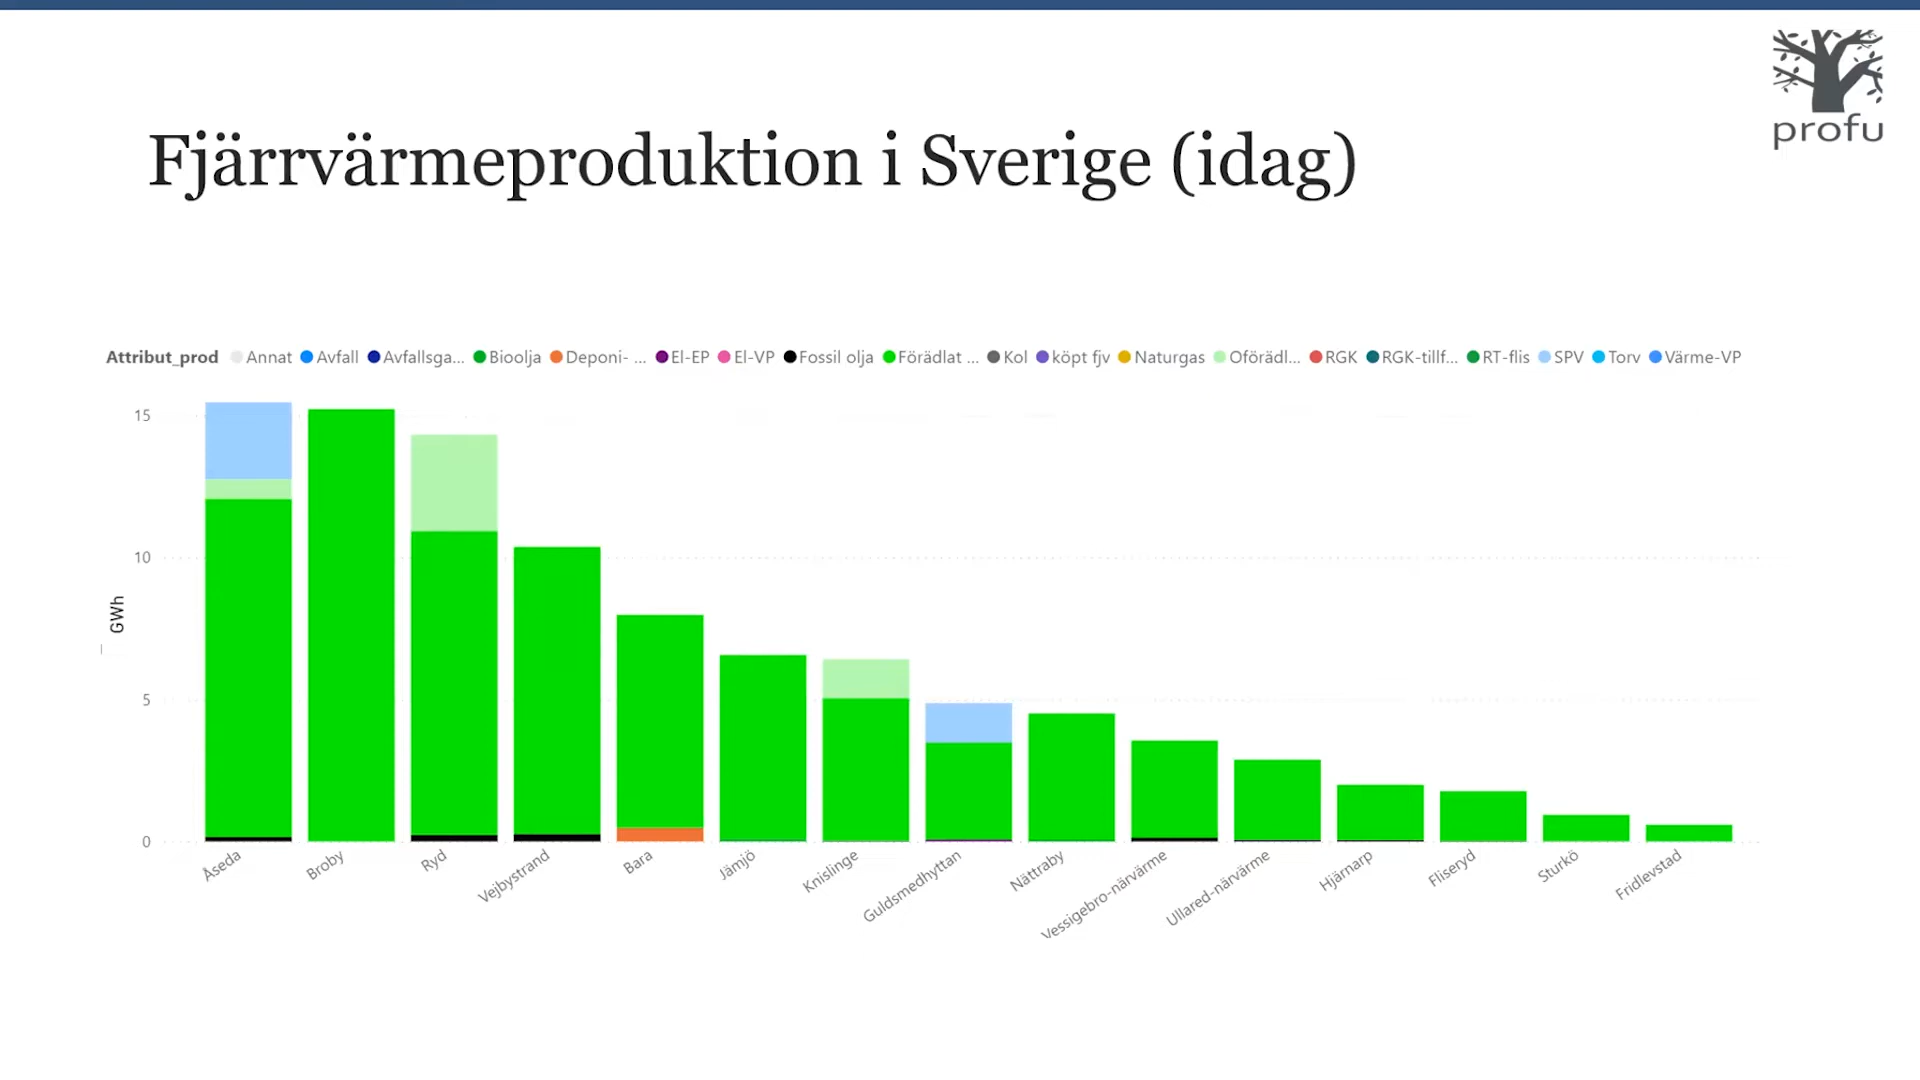 profu
Fjärrvärmeproduktion i Sverige (idag)
Attribut_prod Annat Avfall Avfallsga... Bioolja Deponi- ... El-EP El-VP Fossil olja Förädlat ... Kol köpt fjv Naturgas Oförädl... RGK RGK-tillf... RT-flis SPV Torv Värme-VP
15
10
GWh
5
0
Åseda
Broby
Ryd
Vejbystrand
Bara
Jämjö
Knislinge
Guldsmedhyttan
Nättraby
Vessigebro-närvärme
Ullared-närvärme
Hjärnarp
Fliseryd
Sturkö
Fridlevstad